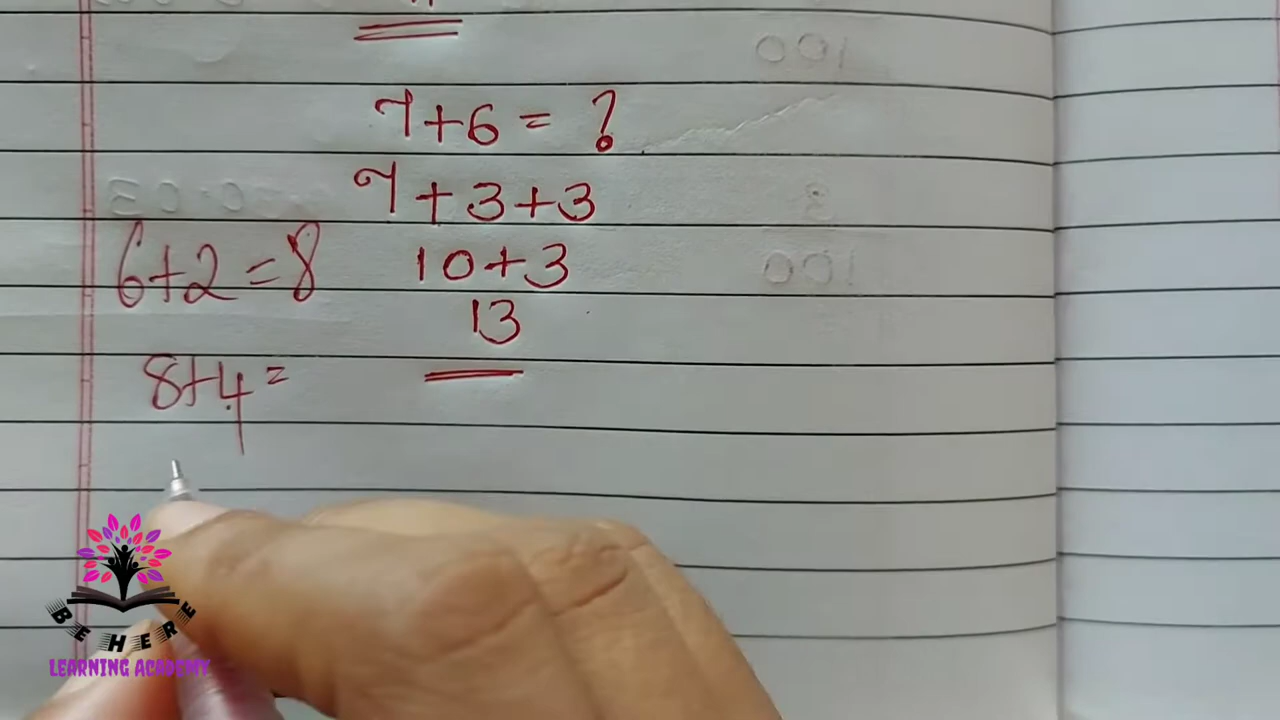 7+6 = ?
7+3+3
10+3
13
6+2=8
8+4=
BE HERE
LEARNING ACADEMY